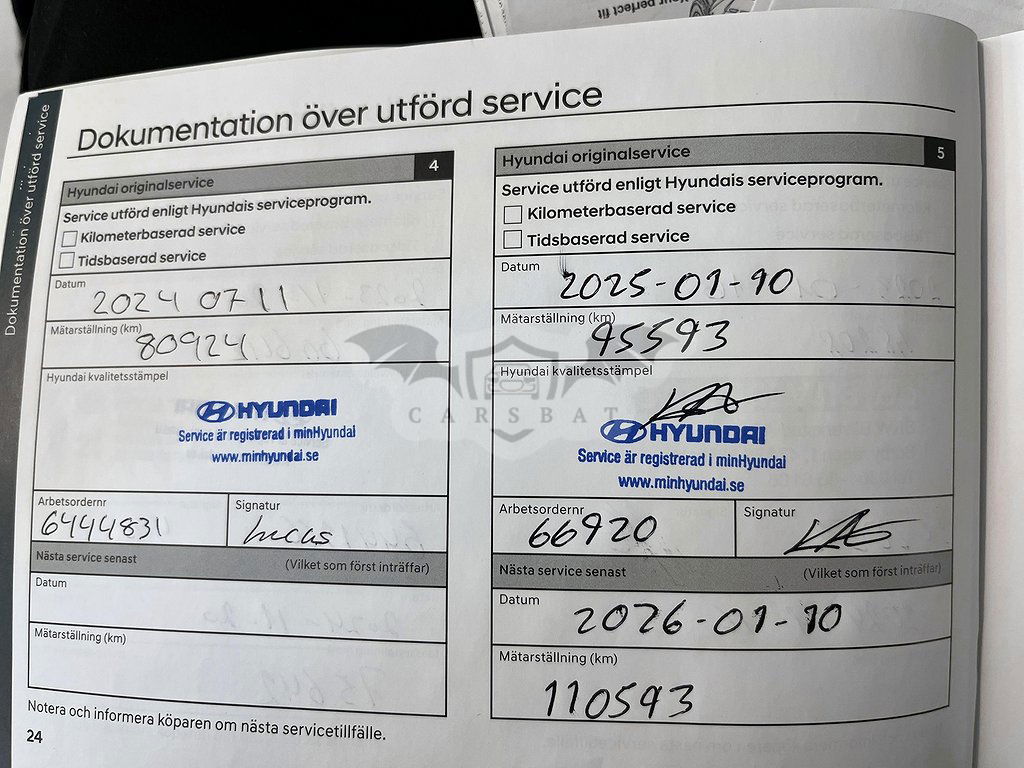 Your perfect fit
Dokumentation över utförd service
Dokumentation över utförd service
Hyundai originalservice 4
Service utförd enligt Hyundais serviceprogram.
Kilometerbaserad service
Tidsbaserad service
Datum
2024 07 11
Mätarställning (km)
80924
Hyundai kvalitetsstämpel
HYUNDAI
Service är registrerad i minHyundai
www.minhyundai.se
Arbetsordernr Signatur
6444831 Lucas
Nästa service senast (Vilket som först inträffar)
Datum
Mätarställning (km)
Notera och informera köparen om nästa servicetillfälle.
24
Hyundai originalservice 5
Service utförd enligt Hyundais serviceprogram.
Kilometerbaserad service
Tidsbaserad service
Datum
2025-01-10
Mätarställning (km)
95593
Hyundai kvalitetsstämpel
HYUNDAI
Service är registrerad i minHyundai
www.minhyundai.se
Arbetsordernr Signatur
66920
Nästa service senast (Vilket som först inträffar)
Datum
2026-01-10
Mätarställning (km)
110593
CARSBAT